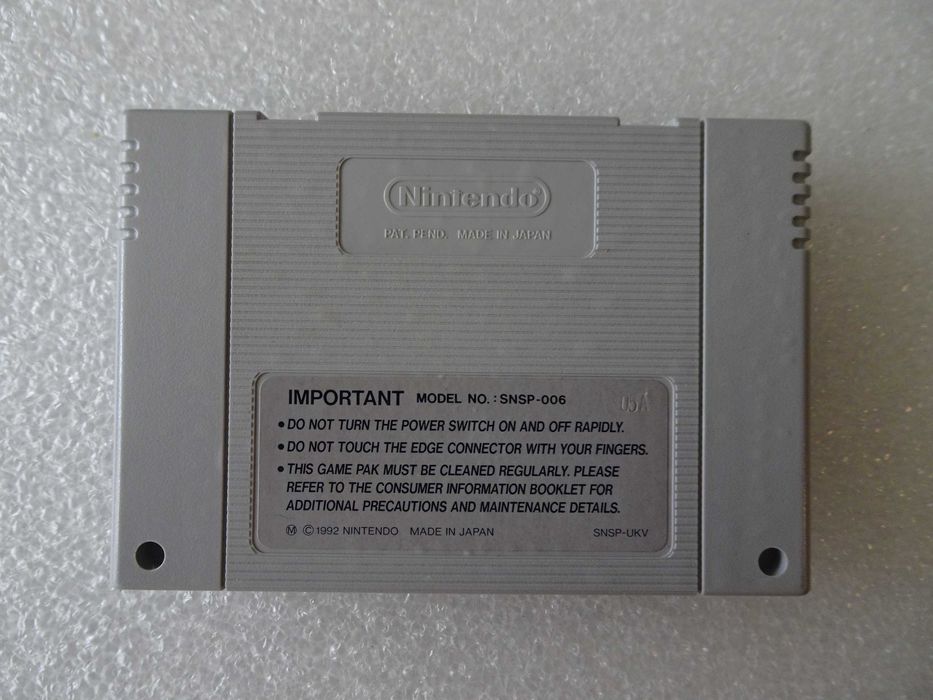 Nintendo
PAT. PEND. MADE IN JAPAN
IMPORTANT MODEL NO.: SNSP-006
05A
● DO NOT TURN THE POWER SWITCH ON AND OFF RAPIDLY.
● DO NOT TOUCH THE EDGE CONNECTOR WITH YOUR FINGERS.
● THIS GAME PAK MUST BE CLEANED REGULARLY. PLEASE
REFER TO THE CONSUMER INFORMATION BOOKLET FOR
ADDITIONAL PRECAUTIONS AND MAINTENANCE DETAILS.
Ⓜ © 1992 NINTENDO MADE IN JAPAN SNSP-UKV